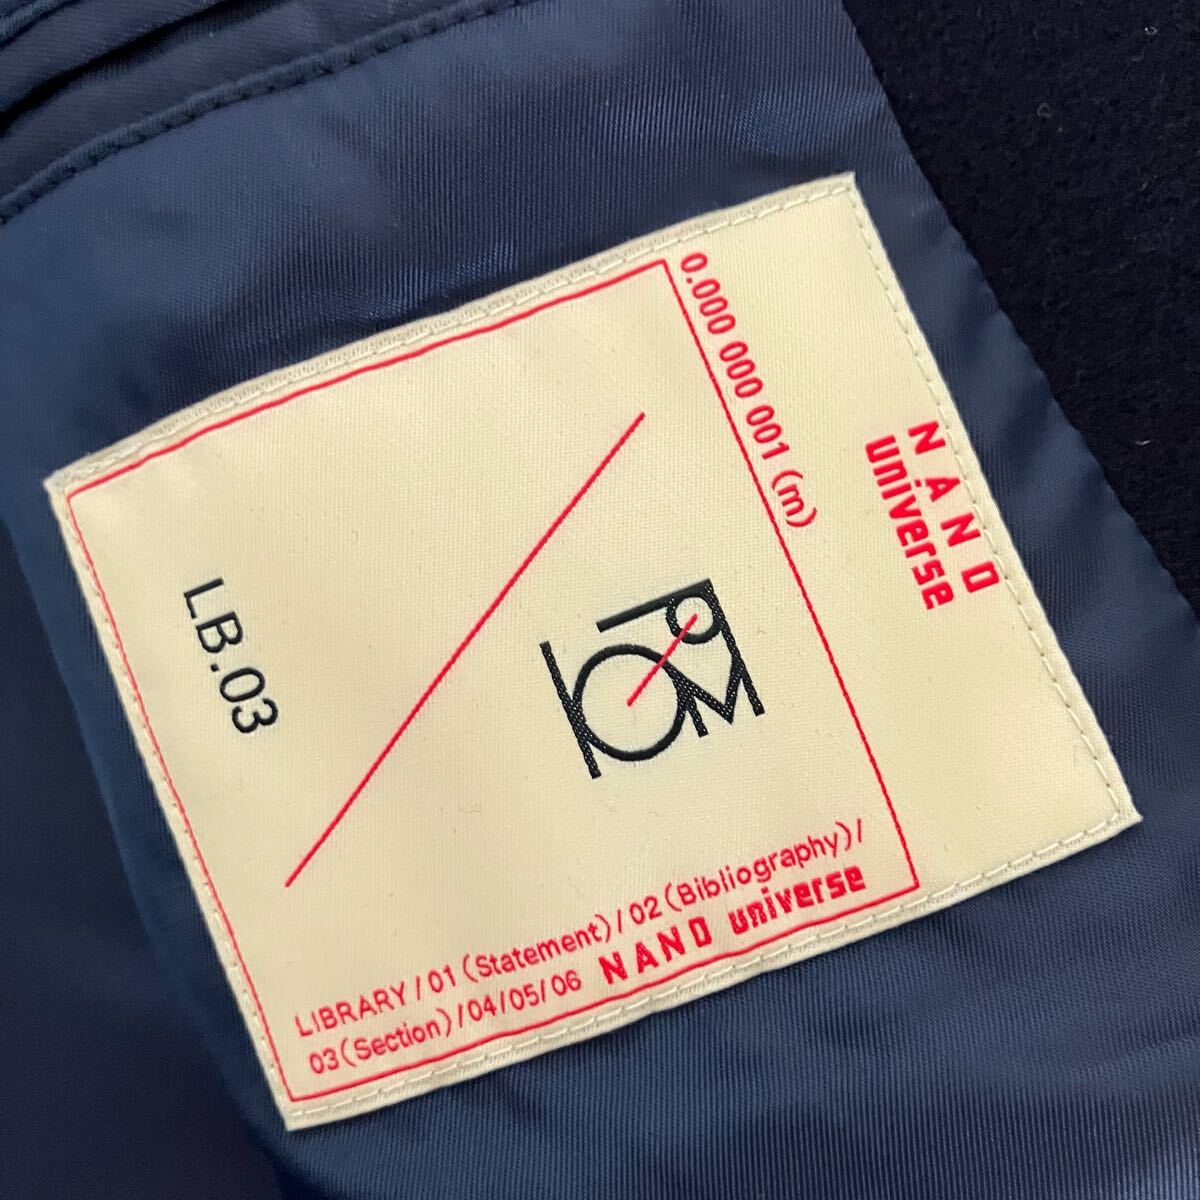 NANO
universe
0.000 000 001 (m)
LB.03
LIBRARY / 01 (Statement) / 02 (Bibliography) /
03 (Section) / 04 / 05 / 06 NANO universe